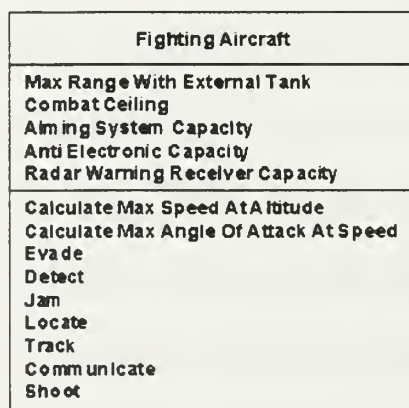 Fighting Aircraft
Max Range With External Tank
Combat Ceiling
Aiming System Capacity
Anti Electronic Capacity
Radar Warning Receiver Capacity
Calculate Max Speed At Altitude
Calculate Max Angle Of Attack At Speed
Evade
Detect
Jam
Locate
Track
Communicate
Shoot